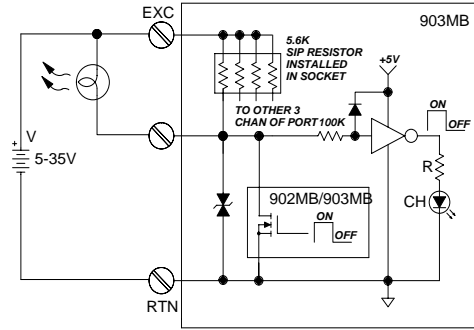 EXC
903MB
5.6K
SIP RESISTOR
INSTALLED
IN SOCKET
+5V
TO OTHER 3
CHAN OF PORT
100K
ON
OFF
V
+
5-35V
R
902MB/903MB
ON
OFF
CH
RTN